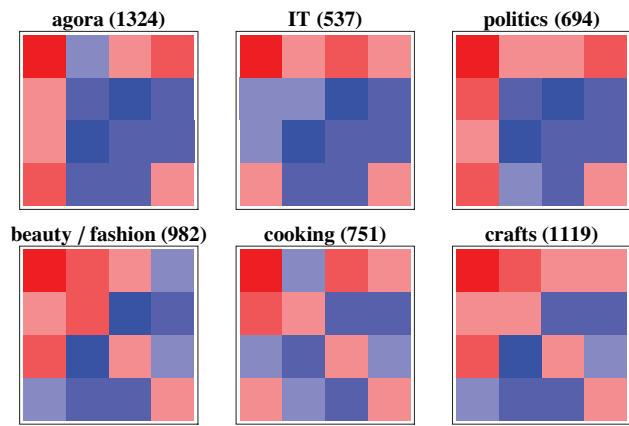 agora (1324)
IT (537)
politics (694)
beauty / fashion (982)
cooking (751)
crafts (1119)